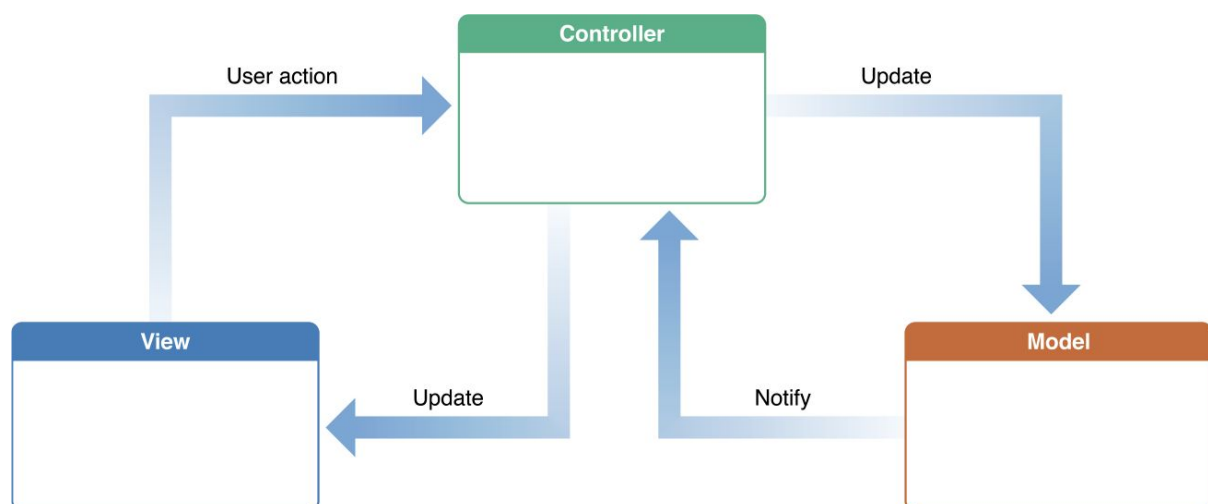 Controller
User action
Update
View
Model
Update
Notify